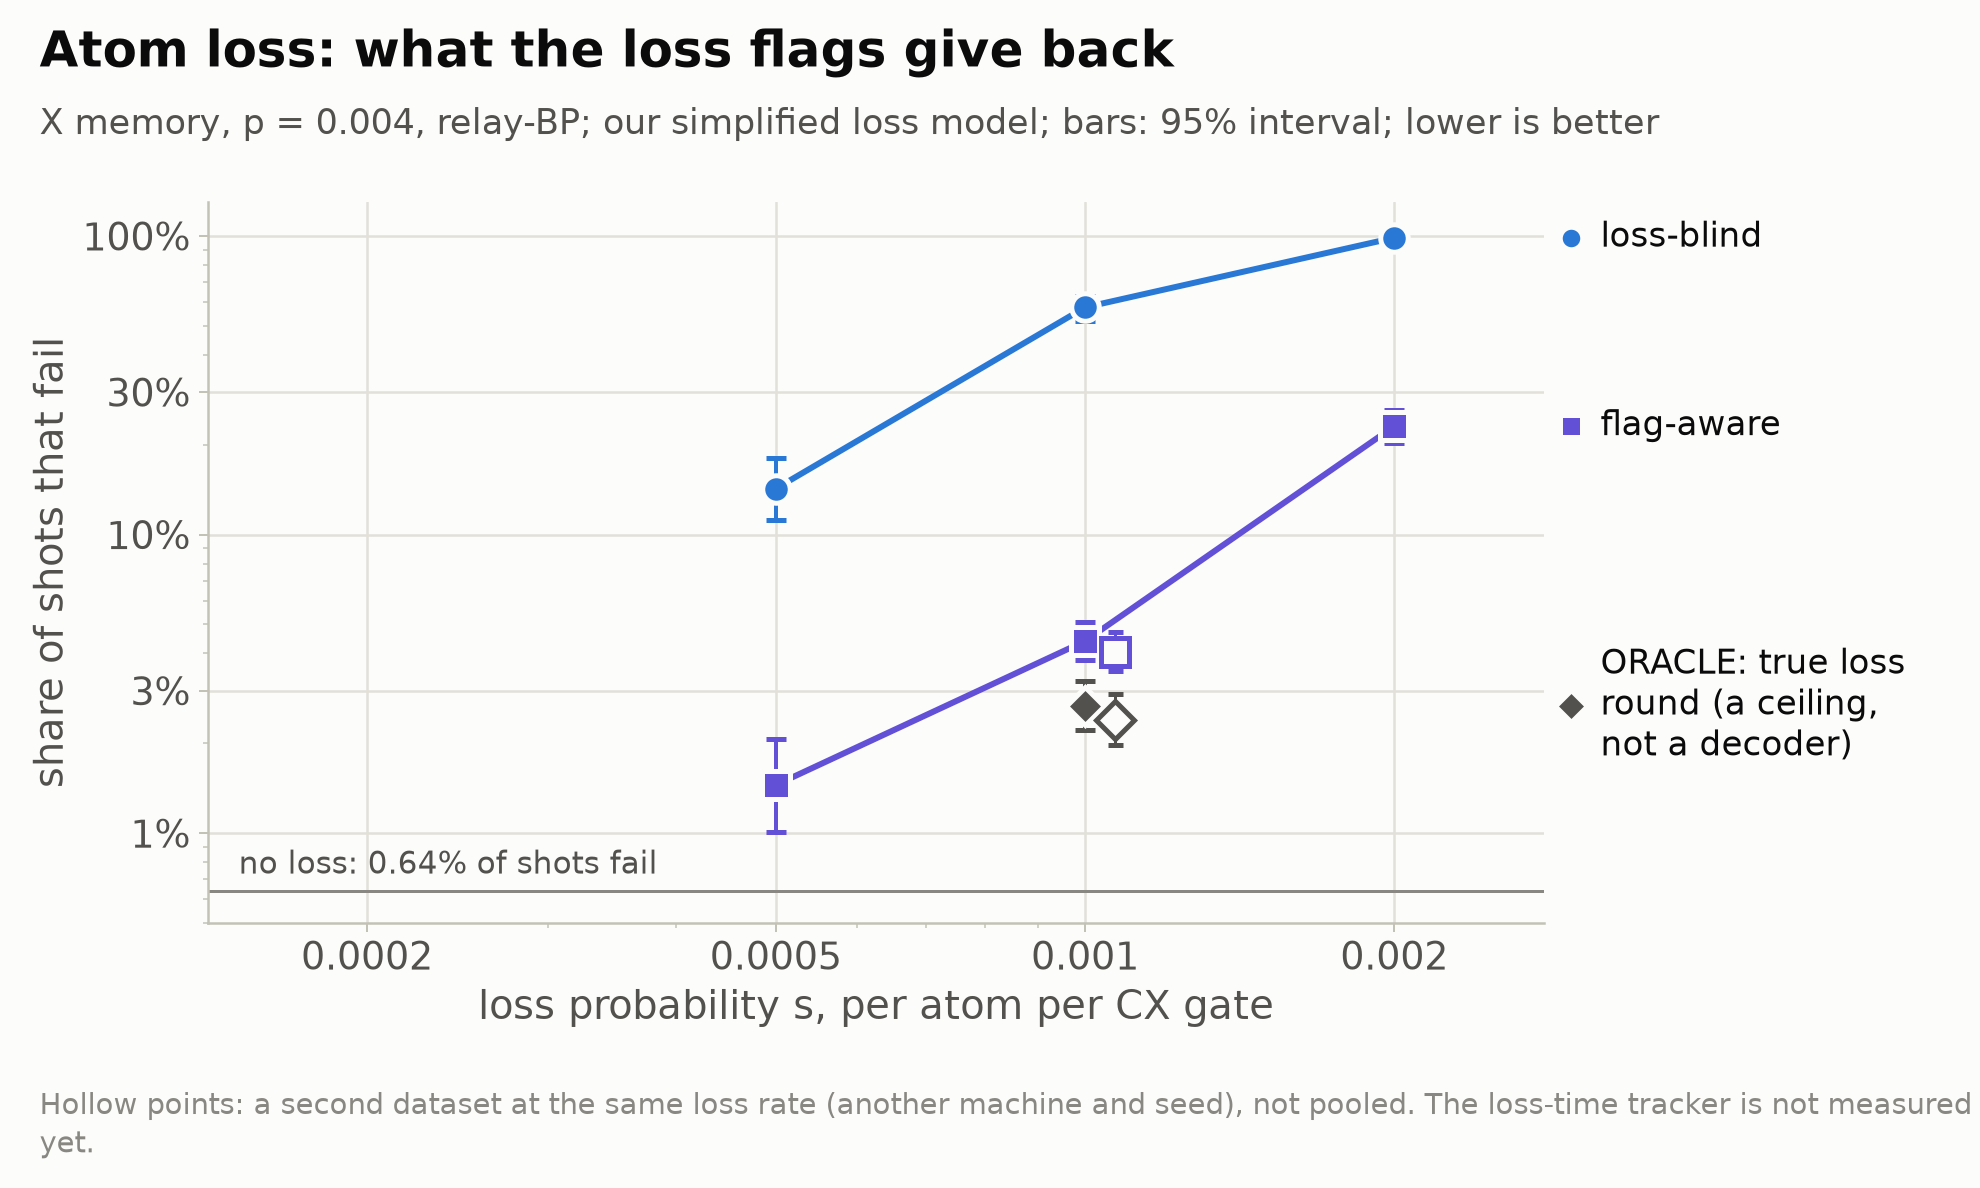 Atom loss: what the loss flags give back
X memory, p = 0.004, relay-BP; our simplified loss model; bars: 95% interval; lower is better
100%
30%
10%
3%
1%
share of shots that fail
loss-blind
flag-aware
ORACLE: true loss
round (a ceiling,
not a decoder)
no loss: 0.64% of shots fail
0.0002
0.0005
0.001
0.002
loss probability s, per atom per CX gate
Hollow points: a second dataset at the same loss rate (another machine and seed), not pooled. The loss-time tracker is not measured
yet.